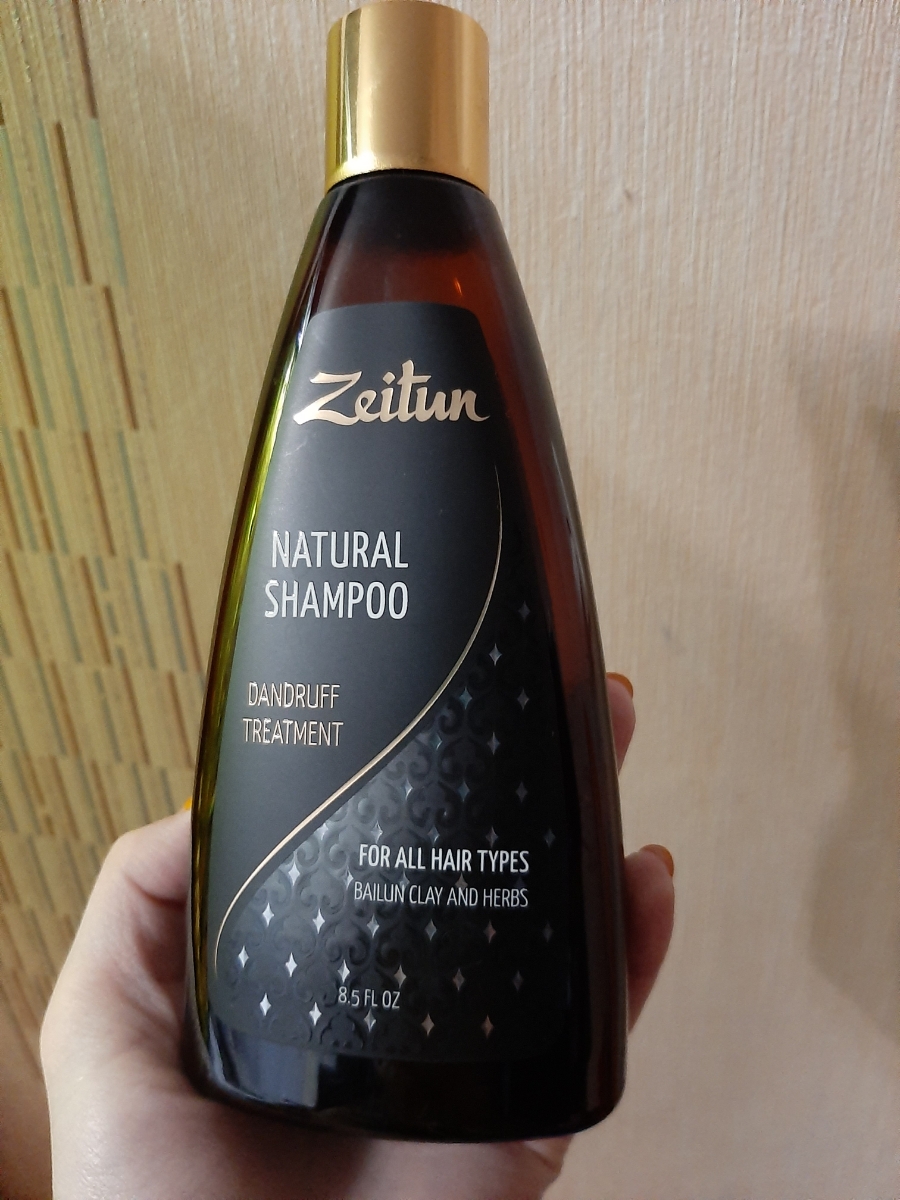 Zeitun
NATURAL
SHAMPOO
DANDRUFF
TREATMENT
FOR ALL HAIR TYPES
BAILUN CLAY AND HERBS
8.5 FL OZ